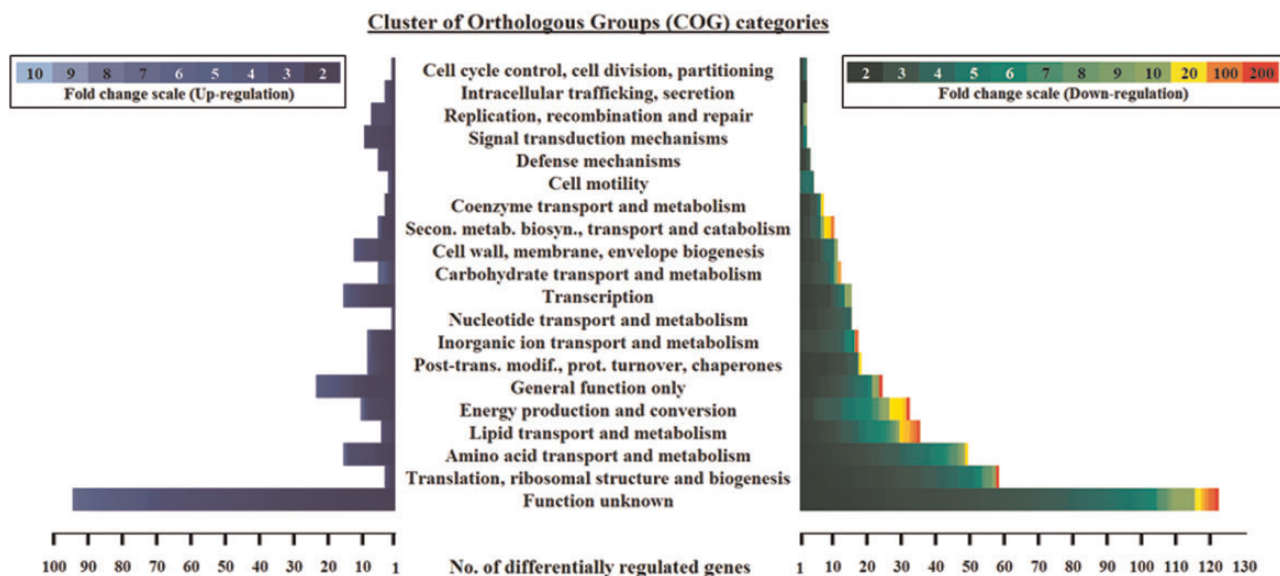 Cluster of Orthologous Groups (COG) categories
10 9 8 7 6 5 4 3 2
Fold change scale (Up-regulation)
2 3 4 5 6 7 8 9 10 20 100 200
Fold change scale (Down-regulation)
Cell cycle control, cell division, partitioning
Intracellular trafficking, secretion
Replication, recombination and repair
Signal transduction mechanisms
Defense mechanisms
Cell motility
Coenzyme transport and metabolism
Secon. metab. biosyn., transport and catabolism
Cell wall, membrane, envelope biogenesis
Carbohydrate transport and metabolism
Transcription
Nucleotide transport and metabolism
Inorganic ion transport and metabolism
Post-trans. modif., prot. turnover, chaperones
General function only
Energy production and conversion
Lipid transport and metabolism
Amino acid transport and metabolism
Translation, ribosomal structure and biogenesis
Function unknown
100 90 80 70 60 50 40 30 20 10 1
No. of differentially regulated genes
1 10 20 30 40 50 60 70 80 90 100 110 120 130